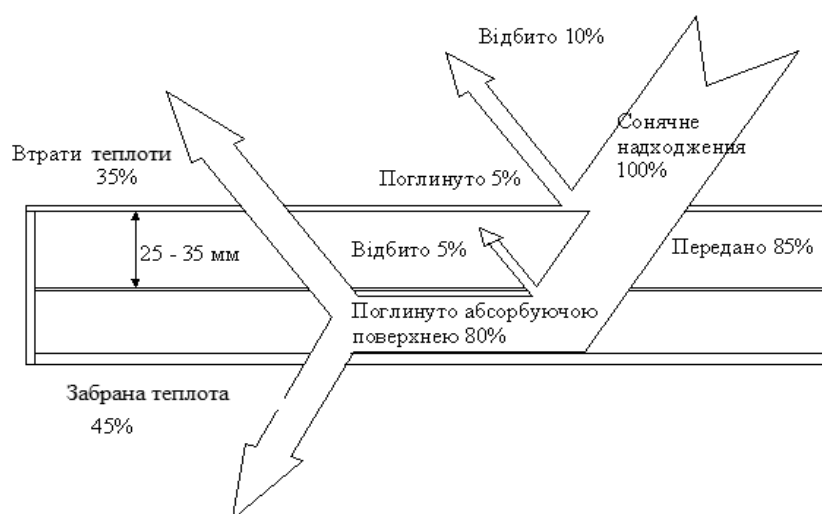 Відбито 10%
Сонячне
надходження
100%
Втрати теплоти
35%
Поглинуто 5%
25 - 35 мм
Відбито 5%
Передано 85%
Поглинуто абсорбуючою
поверхнею 80%
Забрана теплота
45%